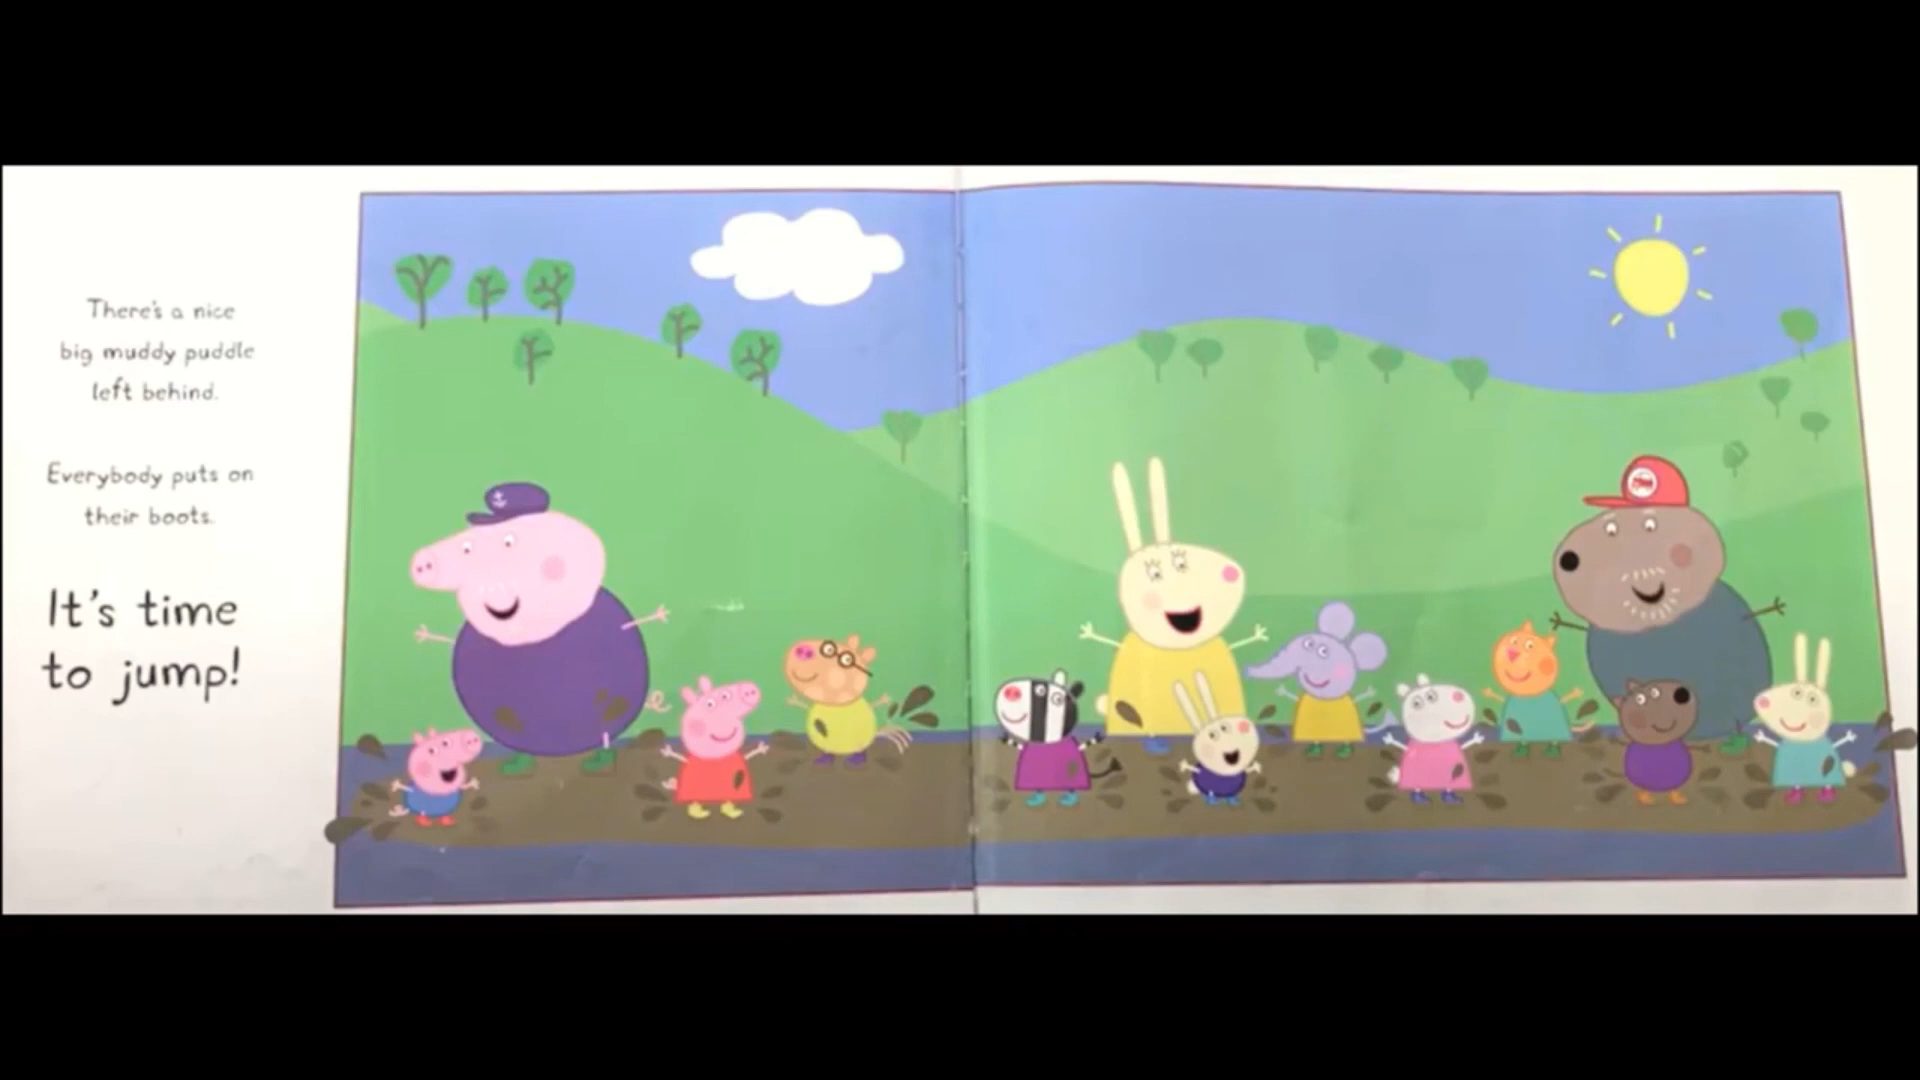 There's a nice
big muddy puddle
left behind.
Everybody puts on
their boots.
It's time
to jump!